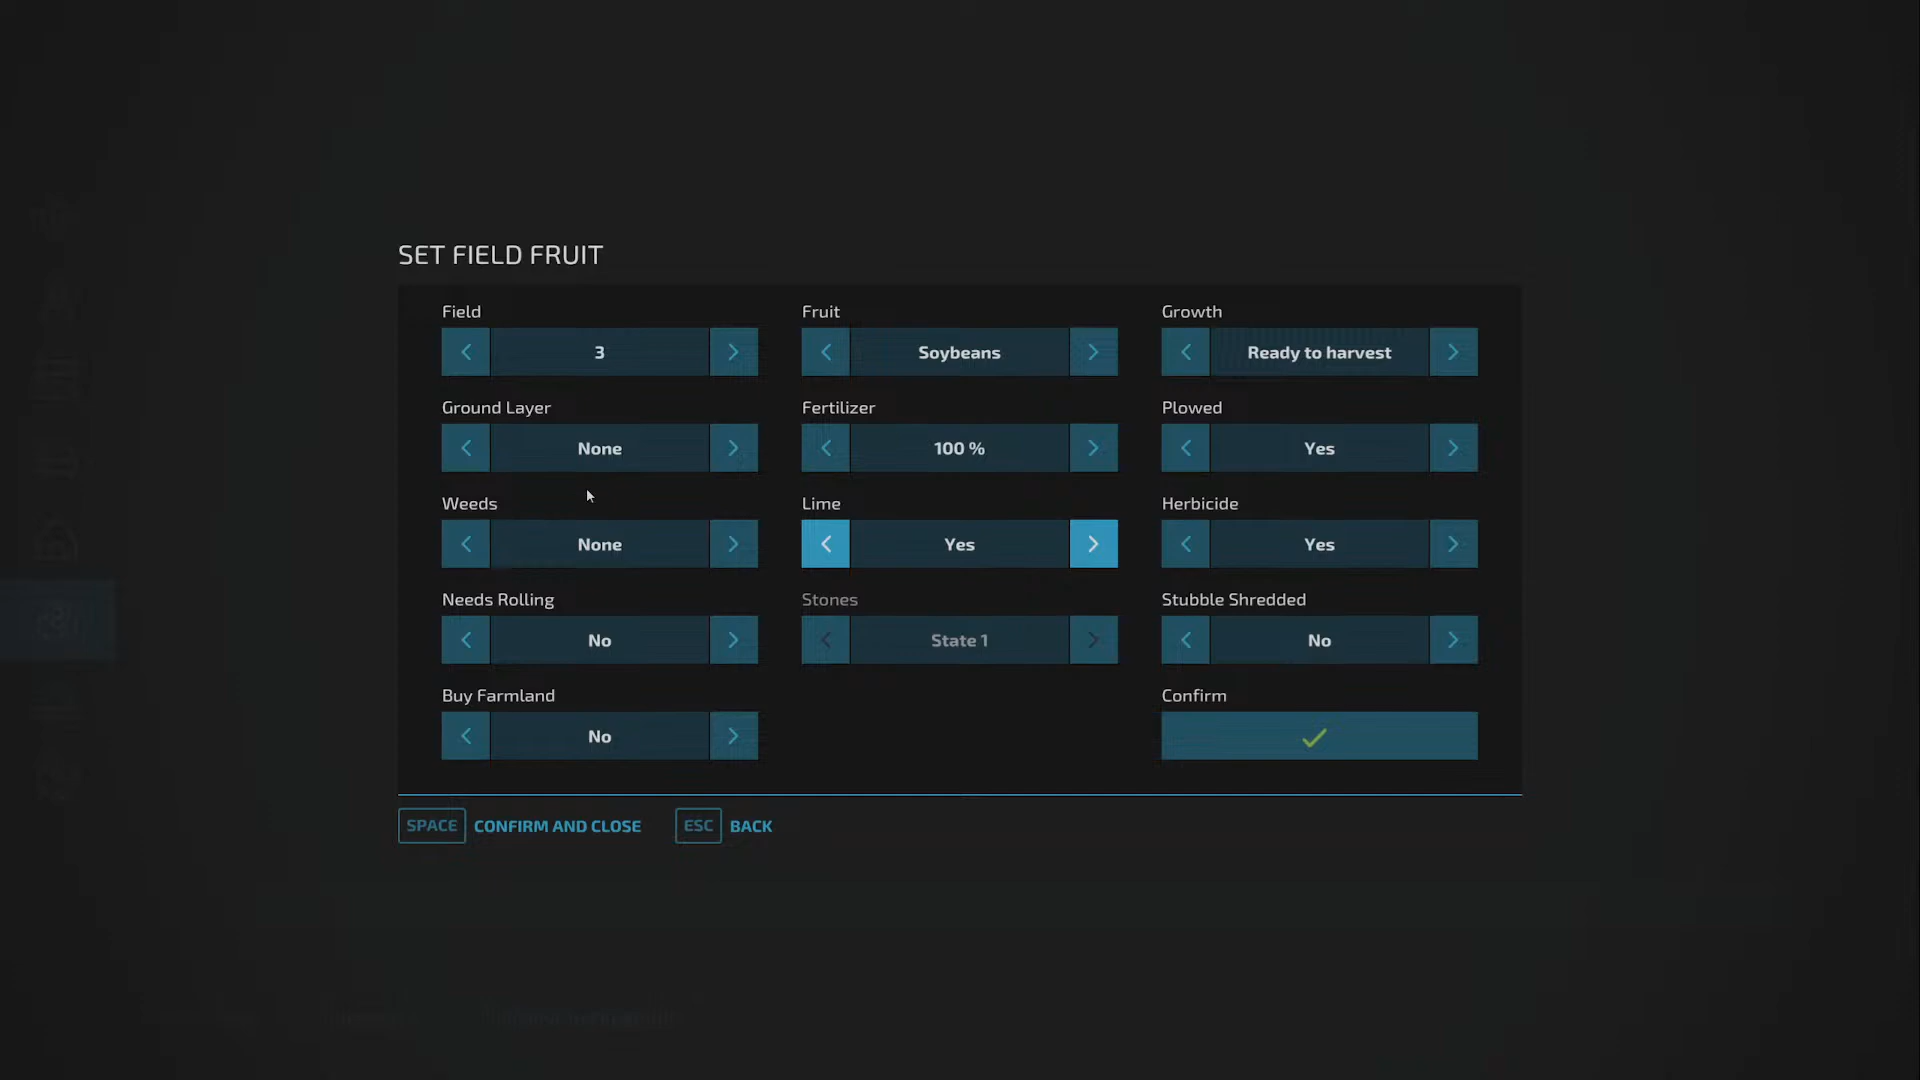 SET FIELD FRUIT
Field Fruit Growth
3 Soybeans Ready to harvest
Ground Layer Fertilizer Plowed
None 100 % Yes
Weeds Lime Herbicide
None Yes Yes
Needs Rolling Stones Stubble Shredded
No State 1 No
Buy Farmland Confirm
No
SPACE CONFIRM AND CLOSE ESC BACK